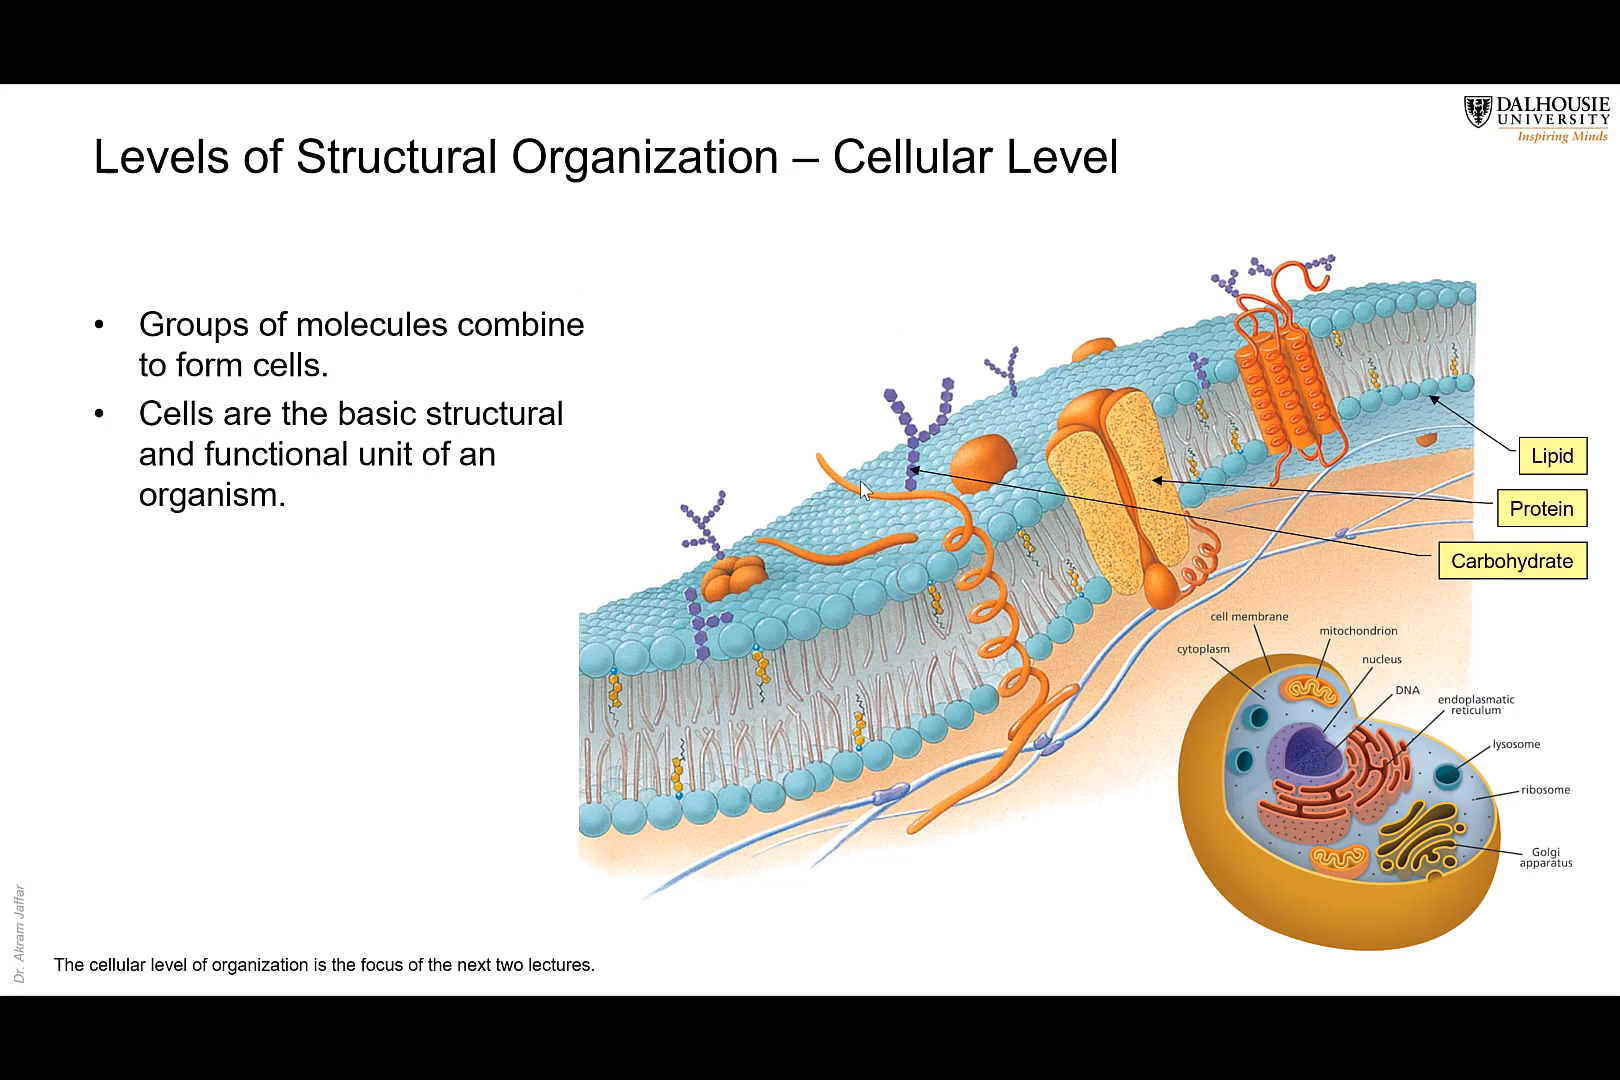 DALHOUSIE
UNIVERSITY
Inspiring Minds
Levels of Structural Organization – Cellular Level
• Groups of molecules combine
to form cells.
• Cells are the basic structural
and functional unit of an
organism.
Lipid
Protein
Carbohydrate
cell membrane
mitochondrion
cytoplasm
nucleus
DNA
endoplasmatic
reticulum
lysosome
ribosome
Golgi
apparatus
Dr. Akram Jaffar
The cellular level of organization is the focus of the next two lectures.